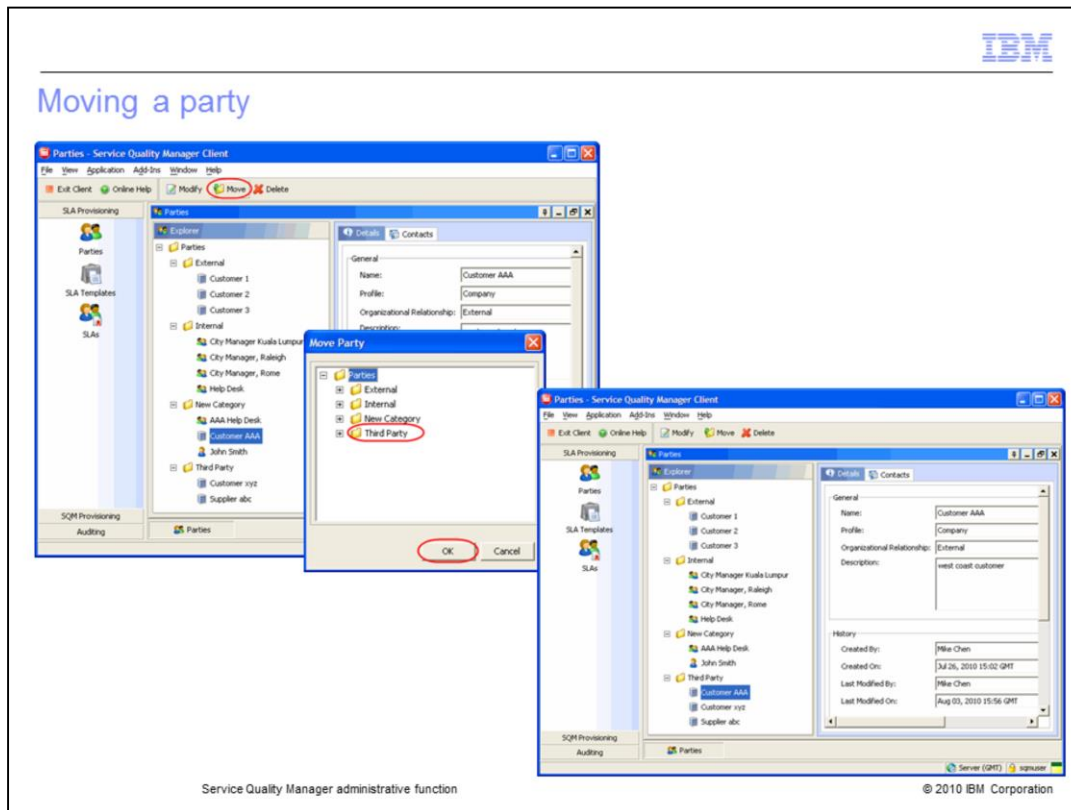 IBM
Moving a party
Parties - Service Quality Manager Client
File View Application Add-Ins Window Help
Exit Client Online Help Modify Move Delete
SLA Provisioning
Parties
SLA Templates
SLAs
SQM Provisioning
Auditing
Parties
Explorer
Parties
External
Customer 1
Customer 2
Customer 3
Internal
City Manager Kuala Lumpur
City Manager, Raleigh
City Manager, Rome
Help Desk
New Category
AAA Help Desk
Customer AAA
John Smith
Third Party
Customer xyz
Supplier abc
Parties
Details Contacts
General
Name: Customer AAA
Profile: Company
Organizational Relationship: External
Description:
Move Party
Parties
External
Internal
New Category
Third Party
OK Cancel
Parties - Service Quality Manager Client
File View Application Add-Ins Window Help
Exit Client Online Help Modify Move Delete
SLA Provisioning
Parties
SLA Templates
SLAs
SQM Provisioning
Auditing
Parties
Explorer
Parties
External
Customer 1
Customer 2
Customer 3
Internal
City Manager Kuala Lumpur
City Manager, Raleigh
City Manager, Rome
Help Desk
New Category
AAA Help Desk
John Smith
Third Party
Customer AAA
Customer xyz
Supplier abc
Parties
Details Contacts
General
Name: Customer AAA
Profile: Company
Organizational Relationship: External
Description: west coast customer
History
Created By: Mike Chen
Created On: Jul 26, 2010 15:02 GMT
Last Modified By: Mike Chen
Last Modified On: Aug 03, 2010 15:56 GMT
Server (GMT) sqmuser
Service Quality Manager administrative function
© 2010 IBM Corporation